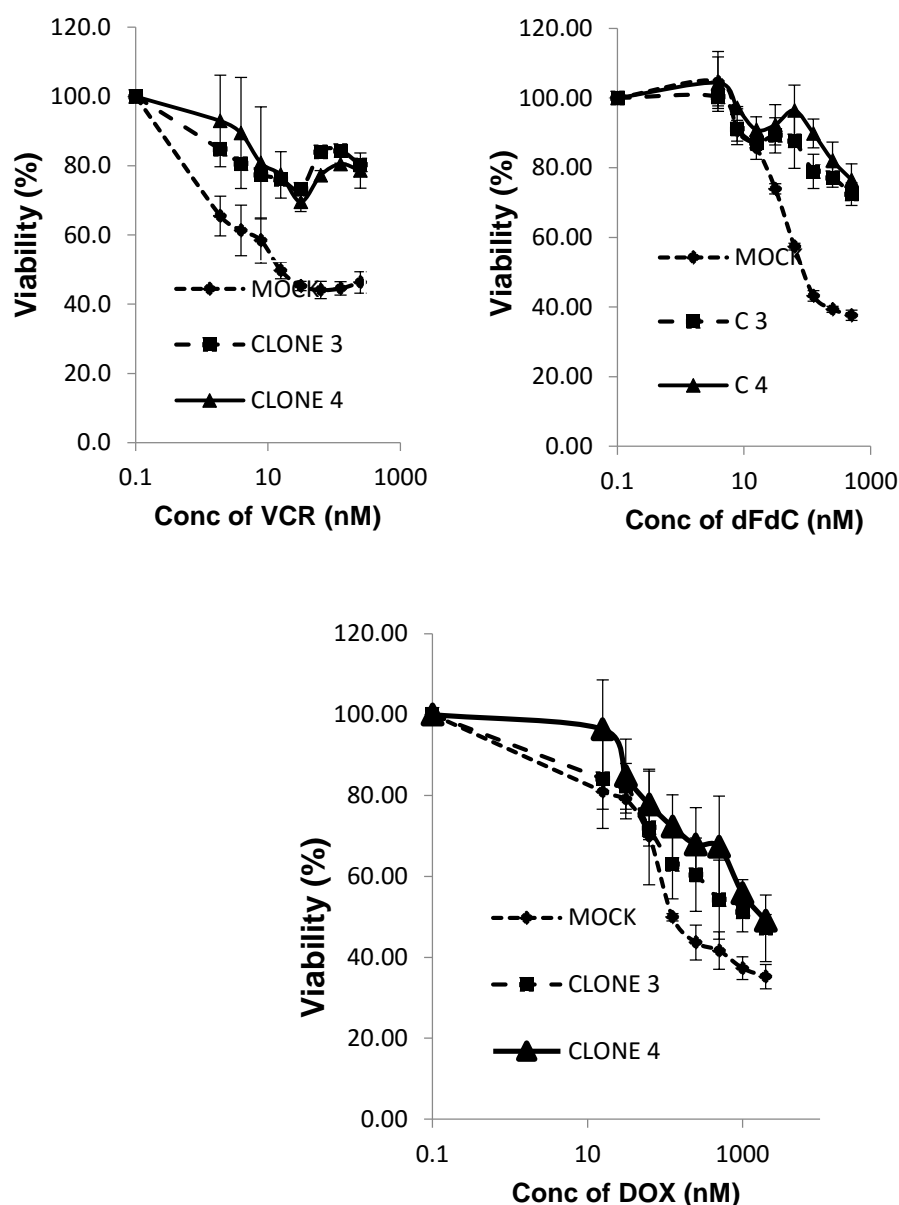 120.0
100.0
80.0
60.0
40.0
20.0
0.0
0.1
10
1000
Viability (%)
Conc of VCR (nM)
MOCK
CLONE 3
CLONE 4
120.00
100.00
80.00
60.00
40.00
20.00
0.00
0.1
10
1000
Viability (%)
Conc of dFdC (nM)
MOCK
C 3
C 4
120.00
100.00
80.00
60.00
40.00
20.00
0.00
0.1
10
1000
Viability (%)
Conc of DOX (nM)
MOCK
CLONE 3
CLONE 4